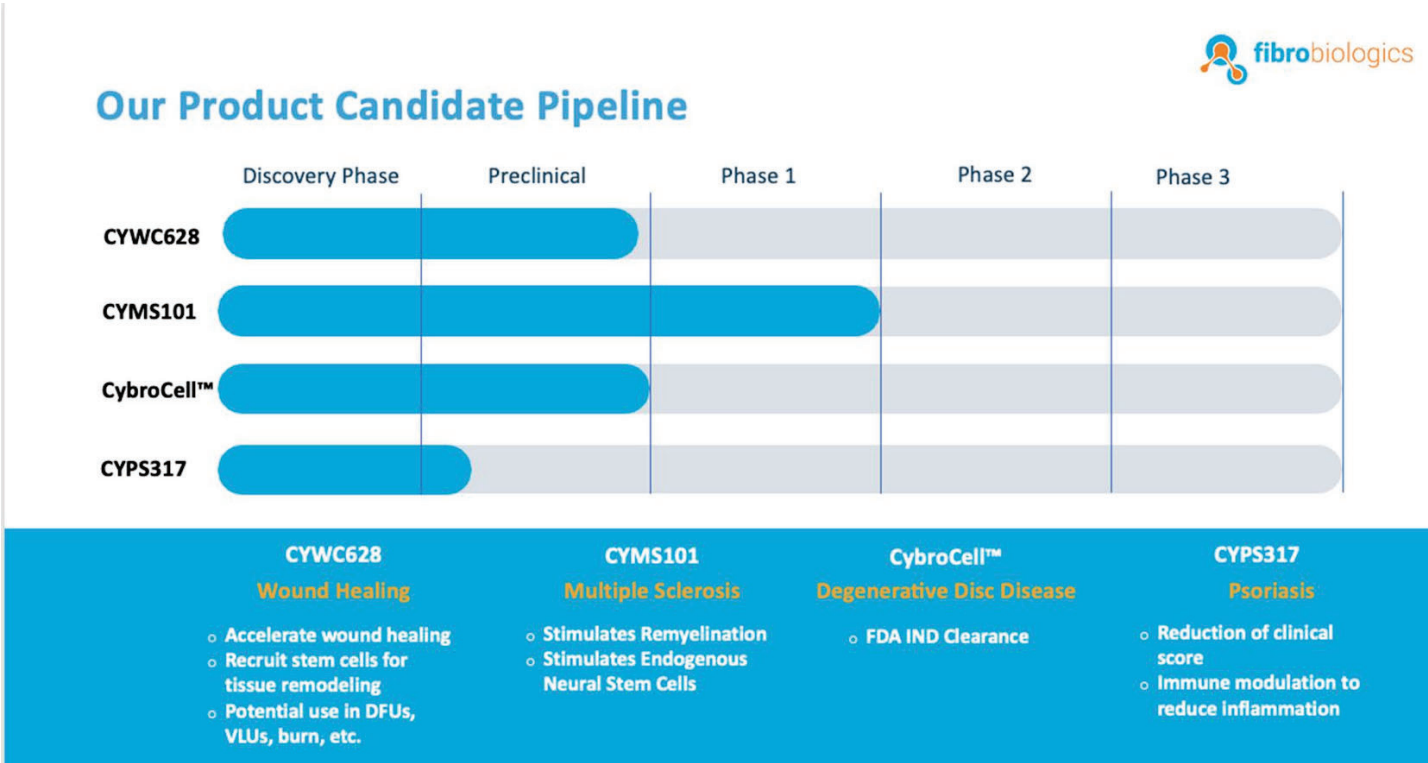 fibrobiologics
Our Product Candidate Pipeline
Discovery Phase
Preclinical
Phase 1
Phase 2
Phase 3
CYWC628
CYMS101
CybroCell™
CYPS317
CYWC628
Wound Healing
○ Accelerate wound healing
○ Recruit stem cells for
tissue remodeling
○ Potential use in DFUs,
VLUs, burn, etc.
CYMS101
Multiple Sclerosis
○ Stimulates Remyelination
○ Stimulates Endogenous
Neural Stem Cells
CybroCell™
Degenerative Disc Disease
○ FDA IND Clearance
CYPS317
Psoriasis
○ Reduction of clinical
score
○ Immune modulation to
reduce inflammation